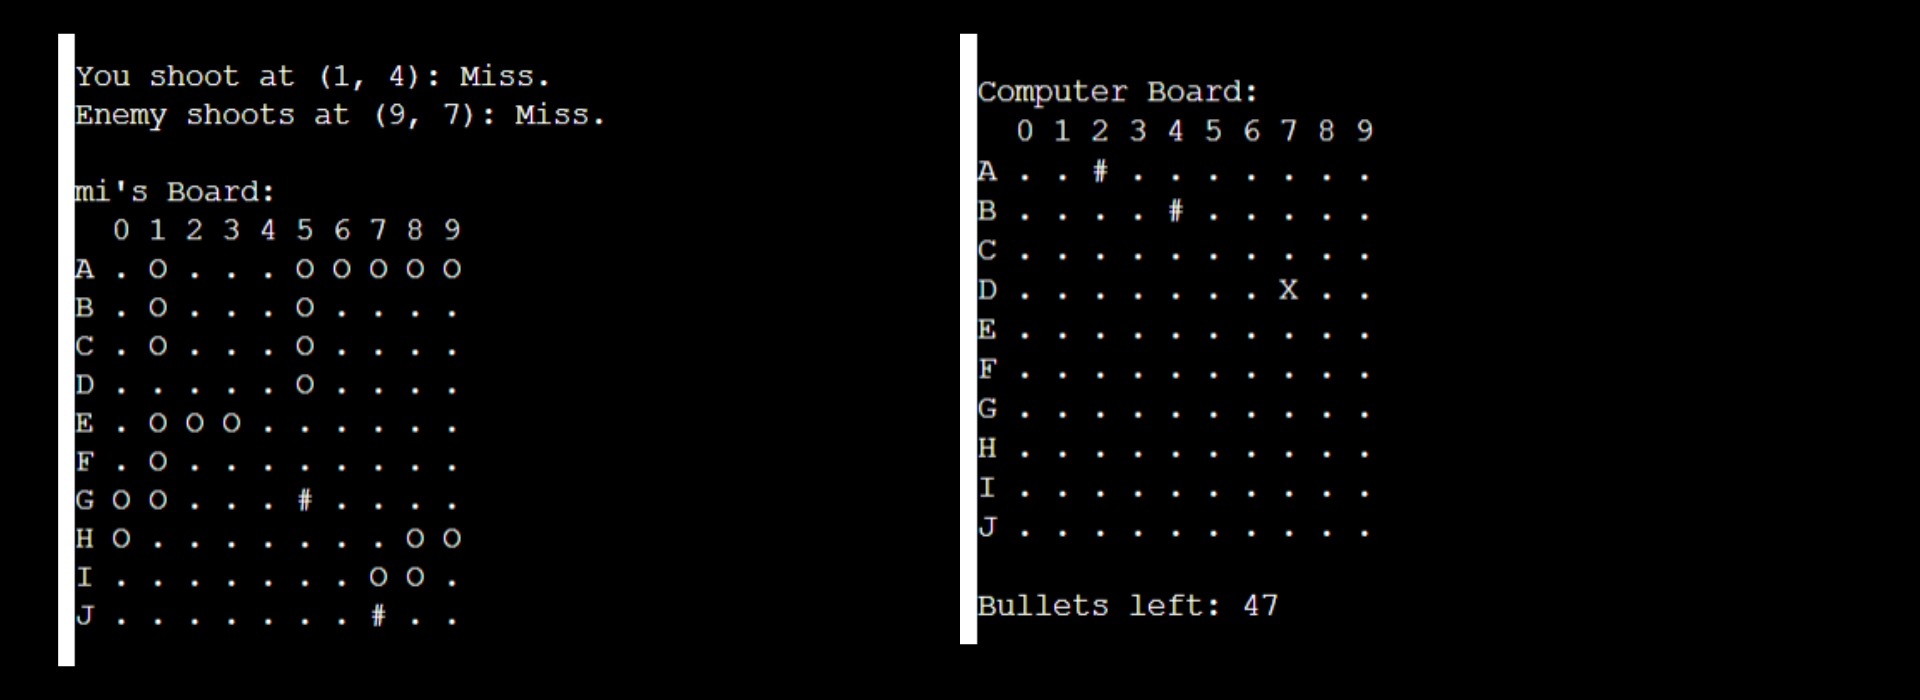 You shoot at (1, 4): Miss.
Enemy shoots at (9, 7): Miss.
mi's Board:
  0 1 2 3 4 5 6 7 8 9
A . O . . . O O O O O
B . O . . . O . . . .
C . O . . . O . . . .
D . . . . . O . . . .
E . O O O . . . . . .
F . O . . . . . . . .
G O O . . . # . . . .
H O . . . . . . . O O
I . . . . . . . O O .
J . . . . . . . # . .
Computer Board:
  0 1 2 3 4 5 6 7 8 9
A . . # . . . . . . .
B . . . . # . . . . .
C . . . . . . . . . .
D . . . . . . . X . .
E . . . . . . . . . .
F . . . . . . . . . .
G . . . . . . . . . .
H . . . . . . . . . .
I . . . . . . . . . .
J . . . . . . . . . .
Bullets left: 47